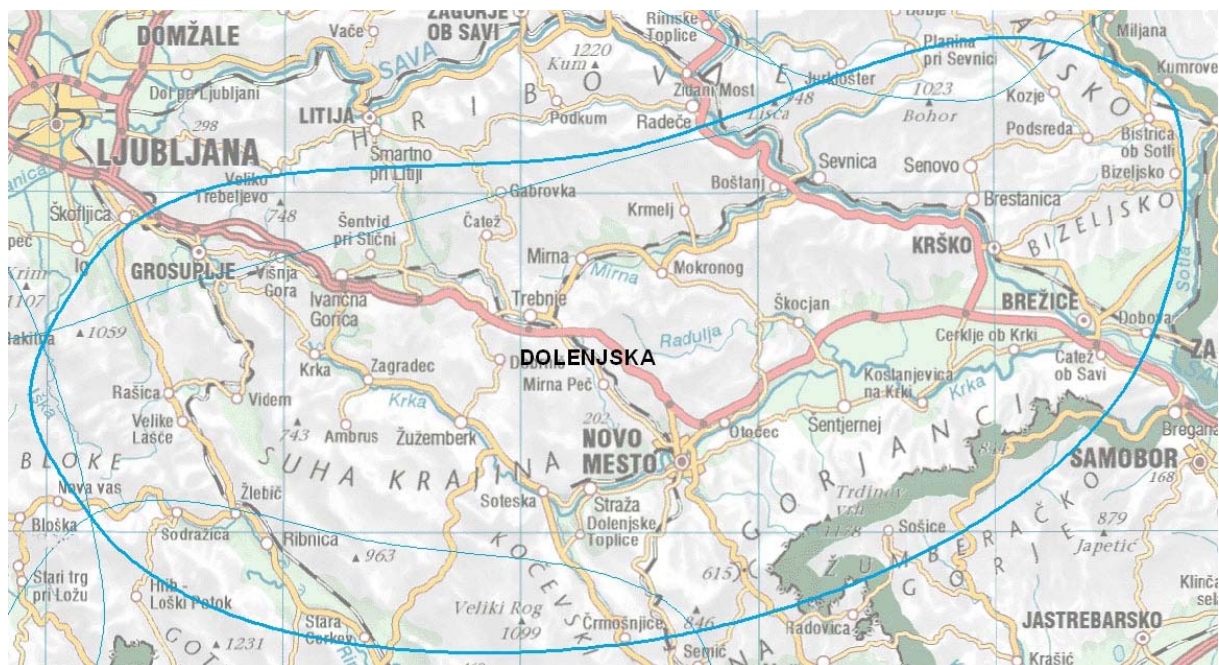 ZAGORJE
OB SAVI
Rimske
Toplice
Miljana
DOMŽALE
Vače
SAVA
1220
Kum
Planina
pri Sevnici
Jurklošter
Kumrove
Dol pri Ljubljani
LITIJA
HRIBOVJE
Podkum
Zidani Most
Radeče
948
Lisca
1023
Bohor
Kozje
Podsreda
Bistrica
ob Sotli
298
LJUBLJANA
Šmartno
pri Litiji
Veliko
Trebeljevo
748
Gabrovka
Boštanj
Sevnica
Senovo
Bizeljsko
Škofljica
Šentvid
pri Stični
Čatež
Krmelj
Brestanica
BIZELJSKO
Ig
GROSUPLJE
Višnja
Gora
Mirna
Mirna
Mokronog
KRŠKO
Sotla
Krim
1107
Ivančna
Gorica
Trebnje
Škocjan
BREŽICE
Dobova
1059
Radulja
Cerklje ob Krki
ZA
DOLENJSKA
Krka
Zagradec
Mirna Peč
Kostanjevica
na Krki
Krka
Čatež
ob Savi
Iška
Rašica
Videm
Krka
202
Velike
Lašče
743
Ambrus
Žužemberk
NOVO
MESTO
Otočec
Šentjernej
Bregana
BLOKE
SUHA KRAJINA
GORJANCI
SAMOBOR
168
Nova vas
Bloška
Žlebič
Soteska
Straža
Trdinov
vrh
1178
Sodražica
Ribnica
963
Dolenjske
Toplice
Sošice
879
Japetić
Stari trg
pri Ložu
Hrib -
Loški Potok
615
ŽUMBERAČKO
GORJE
Veliki Rog
1099
KOČEVSKI
846
Stara
Cerkev
Črmošnjice
Radovica
JASTREBARSKO
1231
Semič
Krašić